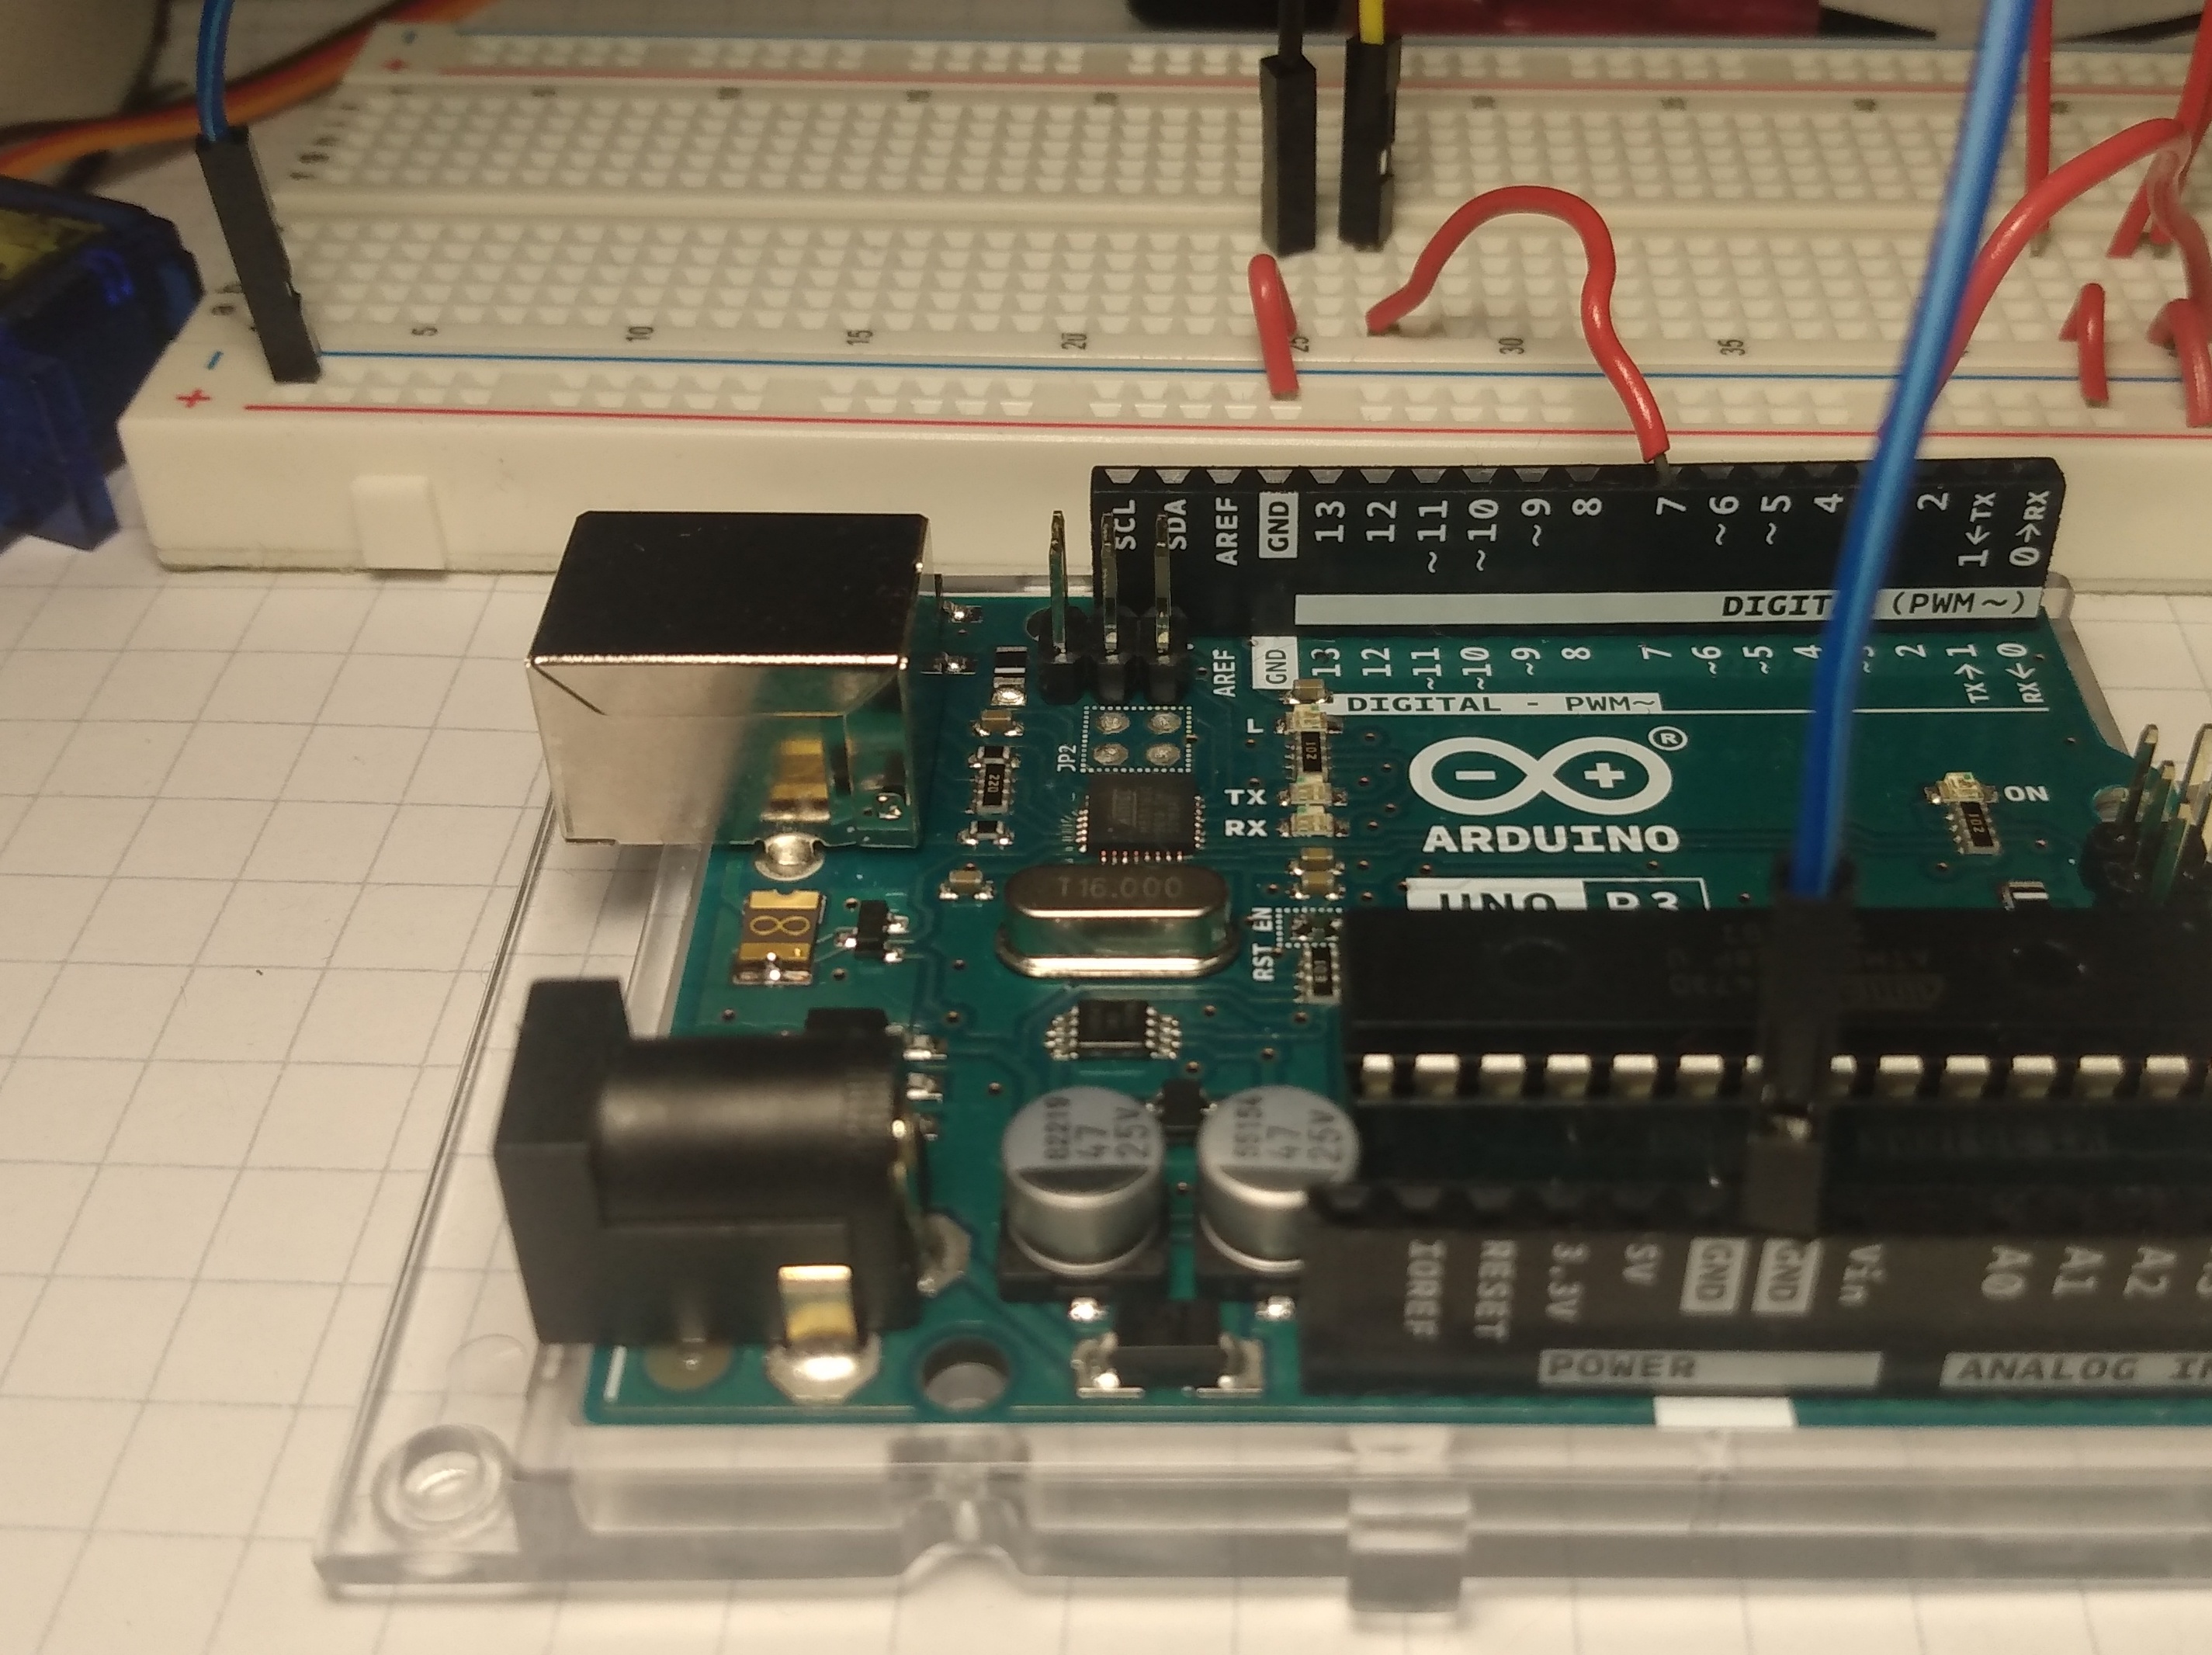 5 10 15 20 25 30 35
SCL SDA AREF GND 13 12 ~11 ~10 ~9 8 7 ~6 ~5 4 2 1←TX 0→RX
(PWM~)
AREF GND 13 12 ~11 ~10 ~9 8 7 ~6 ~5 4 ~3 2 TX→1 RX←0
DIGITAL - PWM~
L
JP2
TX
RX
ON
ARDUINO
®
220
T16.000
UNO R3
RST EN
47
25V
47
25V
IOREF RESET 3.3V 5V GND GND Vin A0 A1 A2
POWER
ANALOG